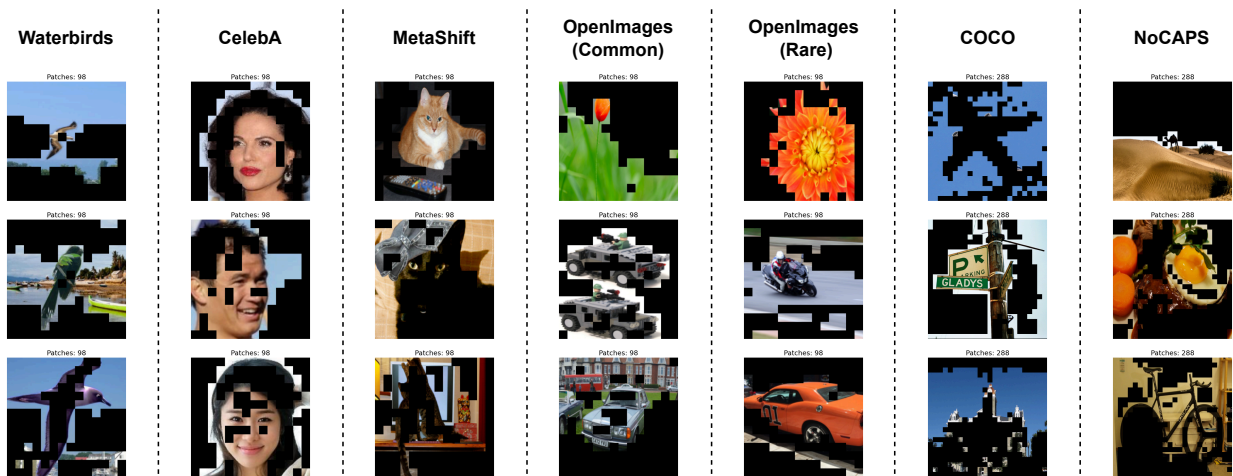 Waterbirds
CelebA
MetaShift
OpenImages
(Common)
OpenImages
(Rare)
COCO
NoCAPS
Patches: 98
Patches: 98
Patches: 98
Patches: 98
Patches: 98
Patches: 288
Patches: 288
Patches: 98
Patches: 98
Patches: 98
Patches: 98
Patches: 98
Patches: 288
Patches: 288
P
ARKING
GLADYS
Patches: 98
Patches: 98
Patches: 98
Patches: 98
Patches: 98
Patches: 288
Patches: 288
01